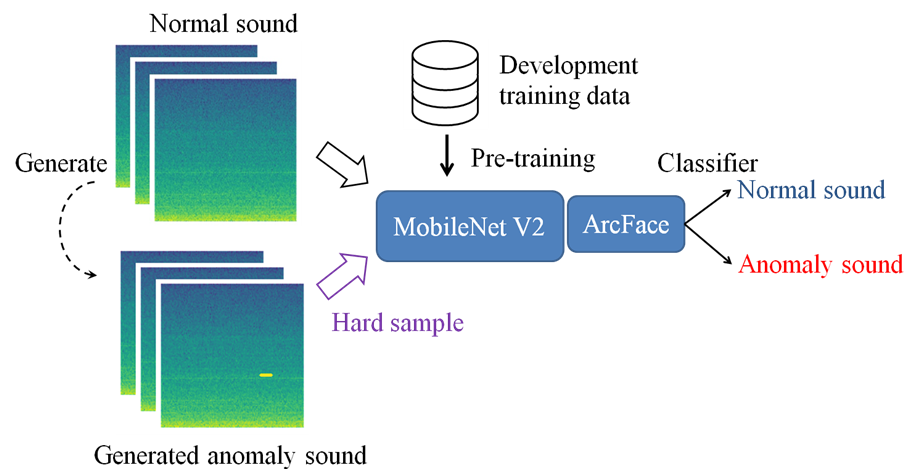 Normal sound
Development
training data
Generate
Pre-training
Classifier
Normal sound
MobileNet V2
ArcFace
Anomaly sound
Hard sample
Generated anomaly sound